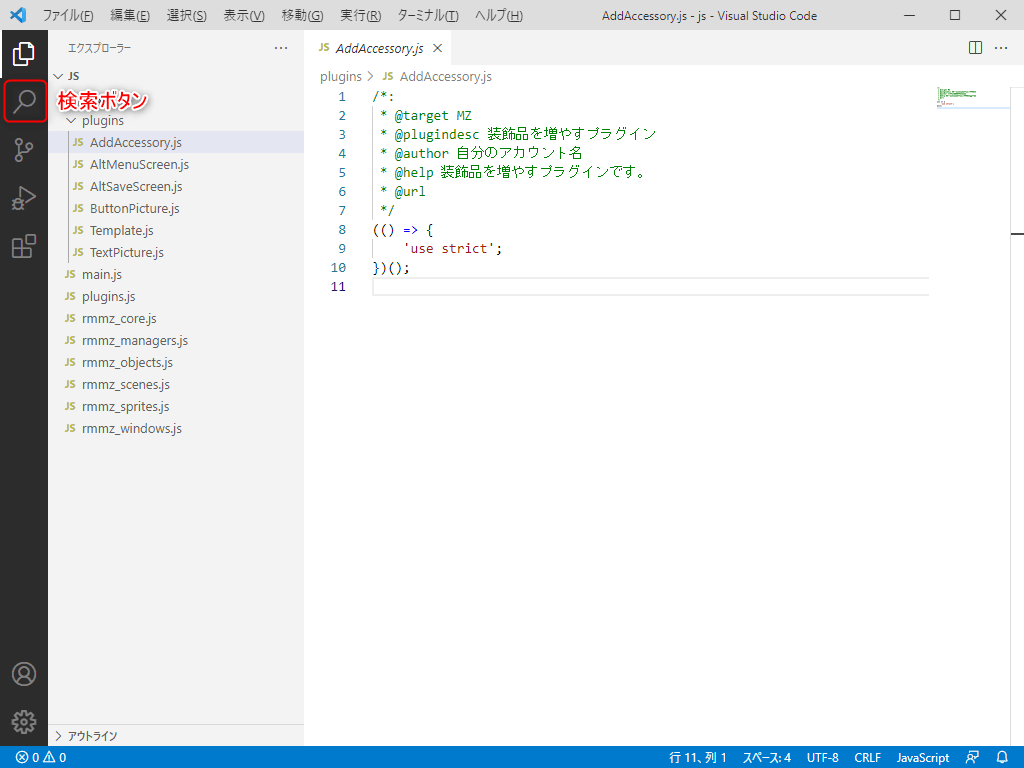 ファイル(F) 編集(E) 選択(S) 表示(V) 移動(G) 実行(R) ターミナル(T) ヘルプ(H) AddAccessory.js - js - Visual Studio Code
エクスプローラー
JS
検索ボタン
plugins
JS AddAccessory.js
JS AltMenuScreen.js
JS AltSaveScreen.js
JS ButtonPicture.js
JS Template.js
JS TextPicture.js
JS main.js
JS plugins.js
JS rmmz_core.js
JS rmmz_managers.js
JS rmmz_objects.js
JS rmmz_scenes.js
JS rmmz_sprites.js
JS rmmz_windows.js
アウトライン
JS AddAccessory.js
plugins > JS AddAccessory.js
1 /*:
2 * @target MZ
3 * @plugindesc 装飾品を増やすプラグイン
4 * @author 自分のアカウント名
5 * @help 装飾品を増やすプラグインです。
6 * @url
7 */
8 (() => {
9 'use strict';
10 })();
11
0 0 行 11、列 1 スペース: 4 UTF-8 CRLF JavaScript